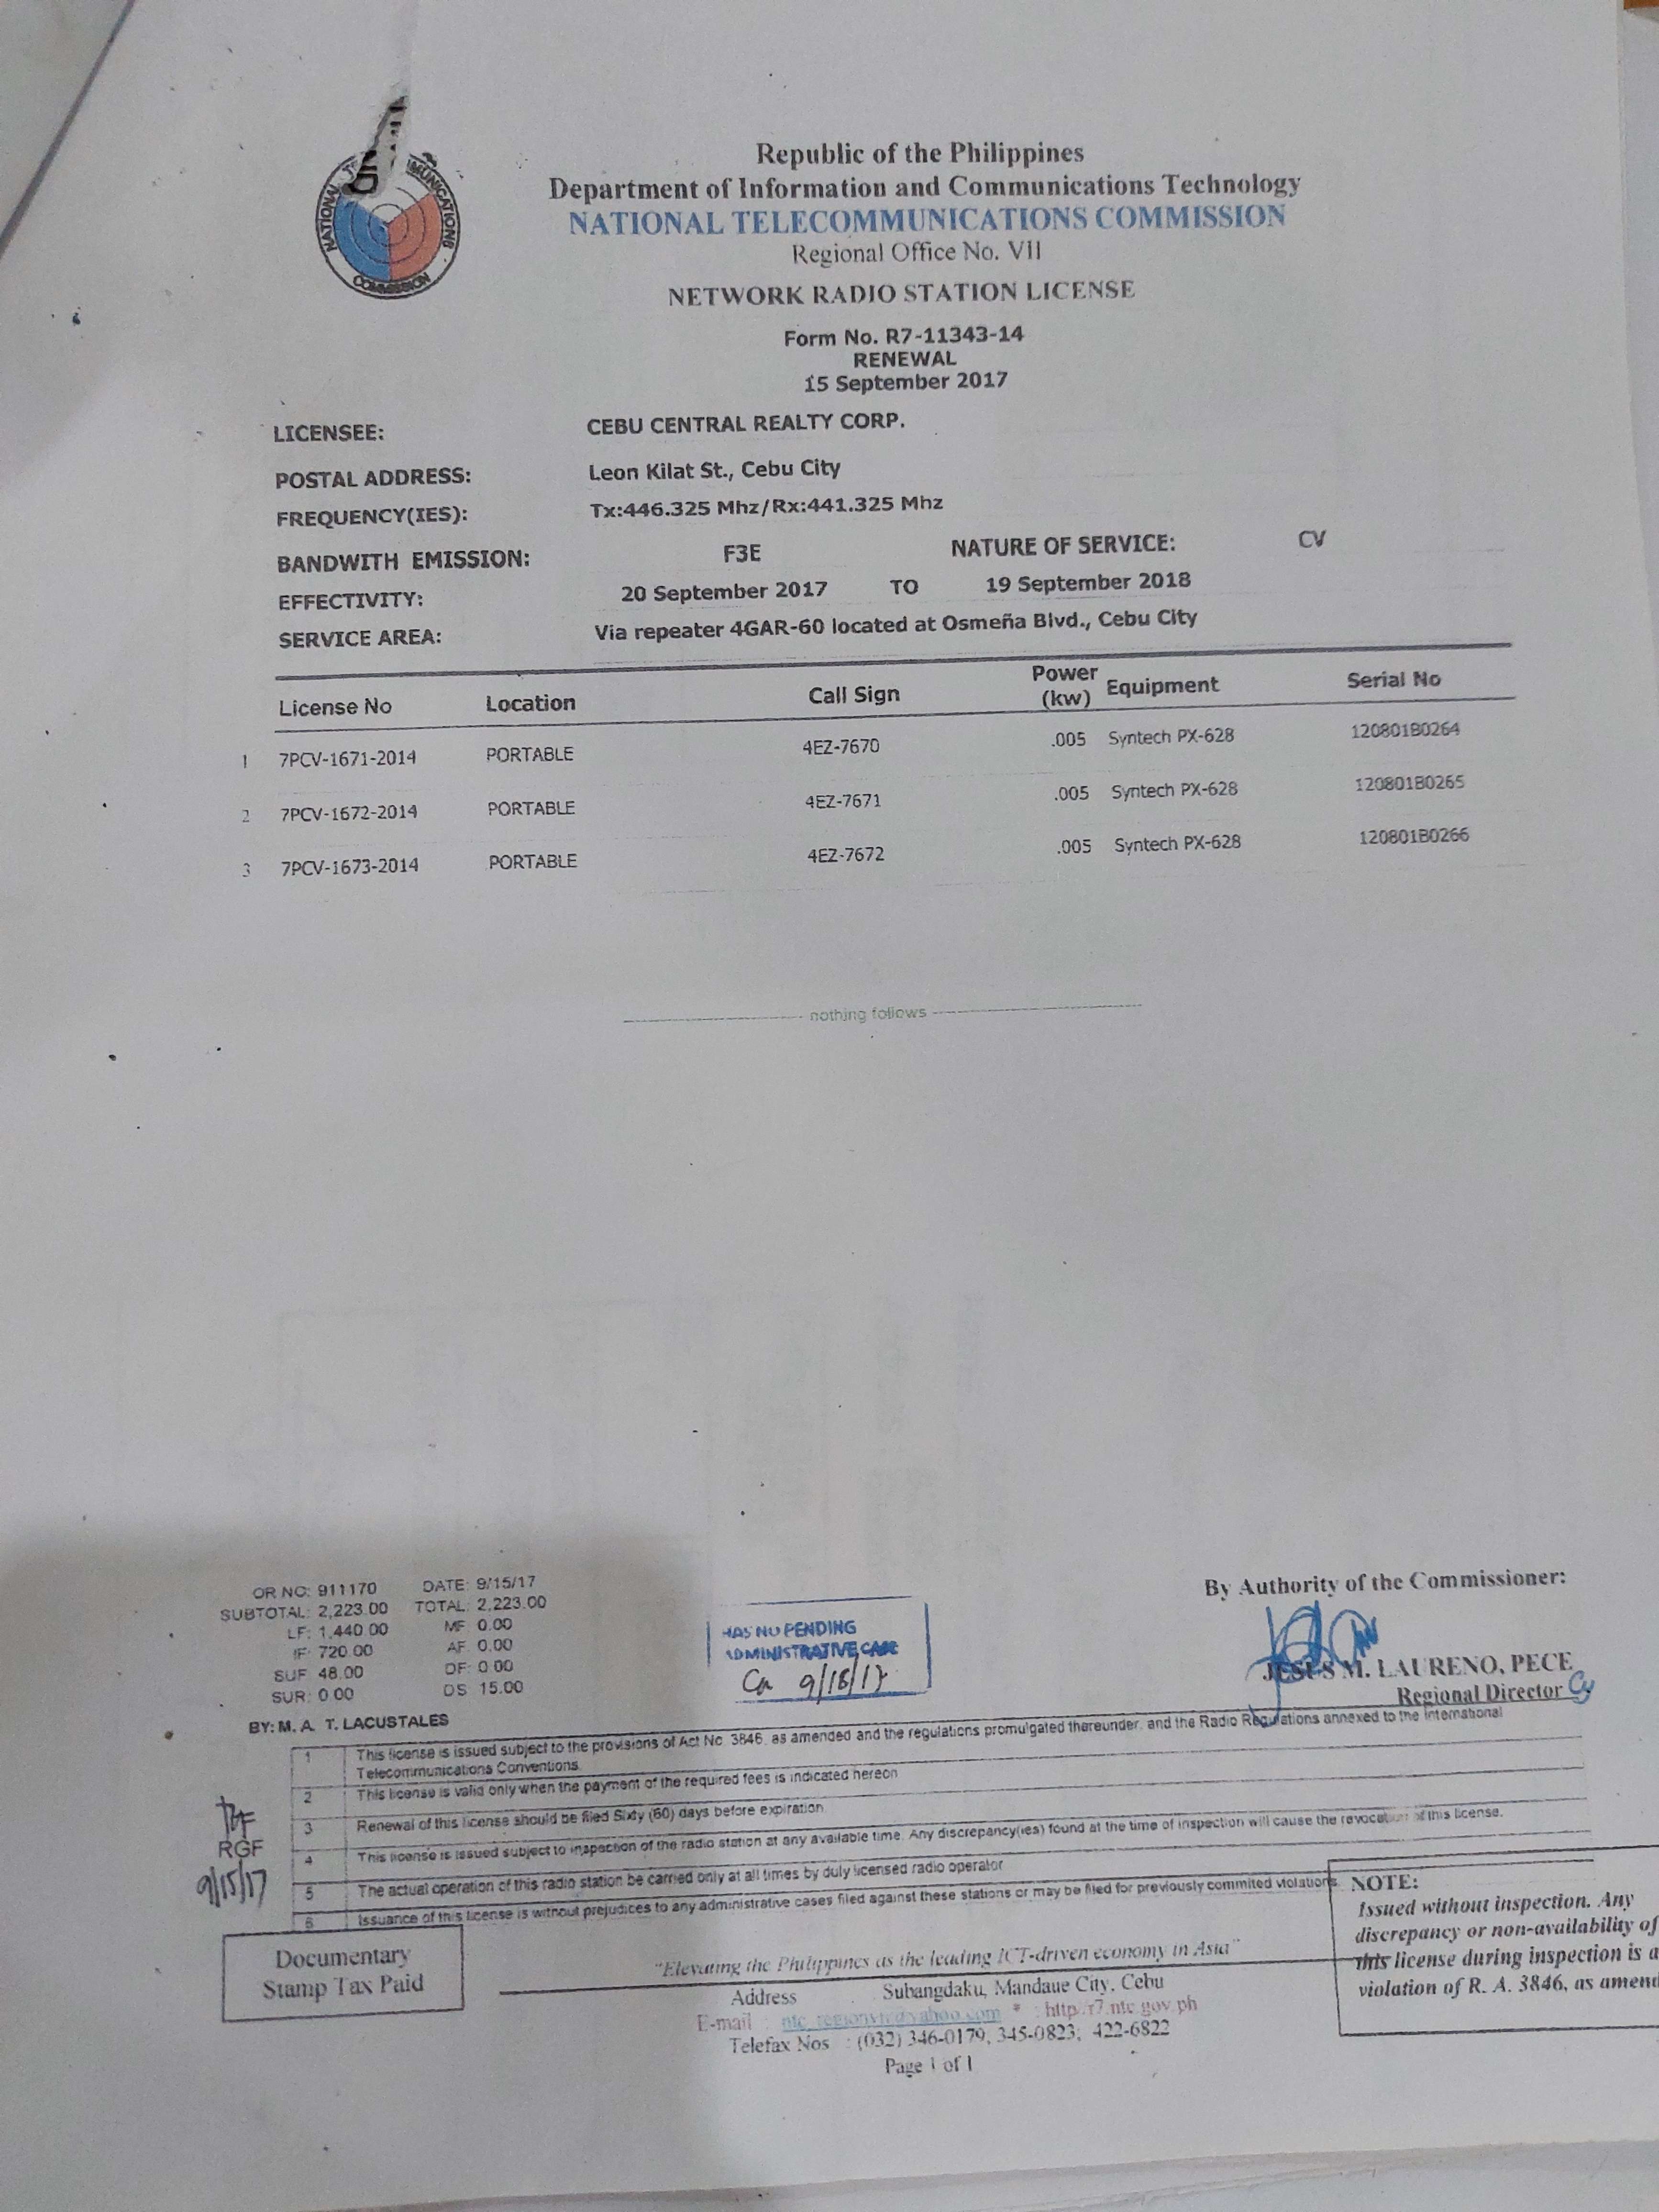 NATIONAL COMMUNICATIONS COMMISSION
Republic of the Philippines
Department of Information and Communications Technology
NATIONAL TELECOMMUNICATIONS COMMISSION
Regional Office No. VII
NETWORK RADIO STATION LICENSE
Form No. R7-11343-14
RENEWAL
15 September 2017
LICENSEE: CEBU CENTRAL REALTY CORP.
POSTAL ADDRESS: Leon Kilat St., Cebu City
FREQUENCY(IES): Tx:446.325 Mhz/Rx:441.325 Mhz
BANDWITH EMISSION: F3E NATURE OF SERVICE: CV
EFFECTIVITY: 20 September 2017 TO 19 September 2018
SERVICE AREA: Via repeater 4GAR-60 located at Osmeña Blvd., Cebu City
License No Location Call Sign Power (kw) Equipment Serial No
1 7PCV-1671-2014 PORTABLE 4EZ-7670 .005 Syntech PX-628 120801B0264
2 7PCV-1672-2014 PORTABLE 4EZ-7671 .005 Syntech PX-628 120801B0265
3 7PCV-1673-2014 PORTABLE 4EZ-7672 .005 Syntech PX-628 120801B0266
nothing follows
OR NO: 911170 DATE: 9/15/17
SUBTOTAL: 2,223.00 TOTAL: 2,223.00
LF: 1,440.00 MF: 0.00
IF: 720.00 AF: 0.00
SUF: 48.00 DF: 0.00
SUR: 0.00 DS: 15.00
BY: M. A. T. LACUSTALES
HAS NO PENDING
ADMINISTRATIVE CASE
9/18/17
By Authority of the Commissioner:
JESUS M. LAURENO, PECE
Regional Director
1 This license is issued subject to the provisions of Act No. 3846, as amended and the regulations promulgated thereunder, and the Radio Regulations annexed to the International
Telecommunications Conventions.
2 This license is valid only when the payment of the required fees is indicated hereon
3 Renewal of this license should be filed Sixty (60) days before expiration.
4 This license is issued subject to inspection of the radio station at any available time. Any discrepancy(ies) found at the time of inspection will cause the revocation of this license.
5 The actual operation of this radio station be carried only at all times by duly licensed radio operator
6 Issuance of this license is without prejudices to any administrative cases filed against these stations or may be filed for previously commited violations.
RGF
9/15/17
NOTE:
Issued without inspection. Any
discrepancy or non-availability of
this license during inspection is a
violation of R. A. 3846, as amend
Documentary
Stamp Tax Paid
"Elevating the Philippines as the leading ICT-driven economy in Asia"
Address : Subangdaku, Mandaue City, Cebu
E-mail : ntc_regionvii@yahoo.com * : http//r7.ntc.gov.ph
Telefax Nos : (032) 346-0179; 345-0823; 422-6822
Page 1 of 1